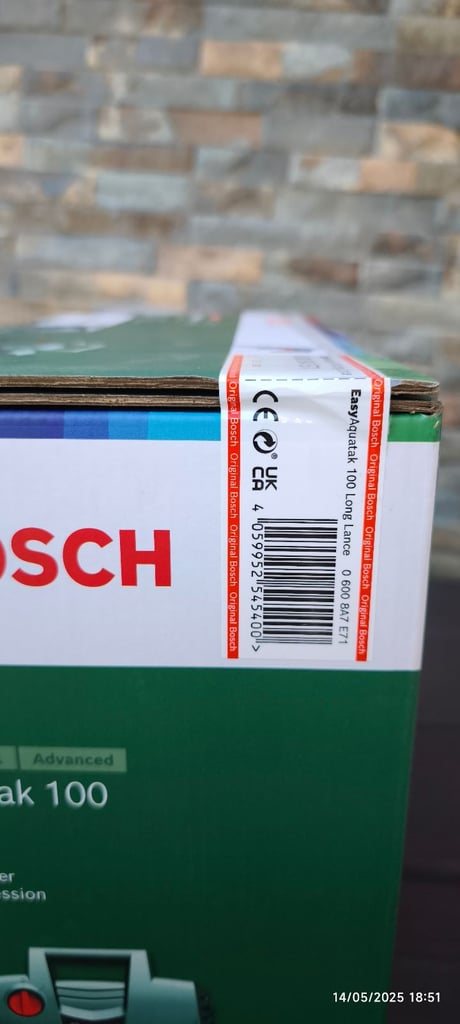 OSCH
Original Bosch Original Bosch Original Bosch Original Bosch
EasyAquatak 100 Long Lance 0 600 8A7 E71
CE
UK
CA
4 059952 545400 >
Original Bosch Original Bosch Original Bosch Original Bosch
Advanced
ak 100
er
ession
14/05/2025 18:51